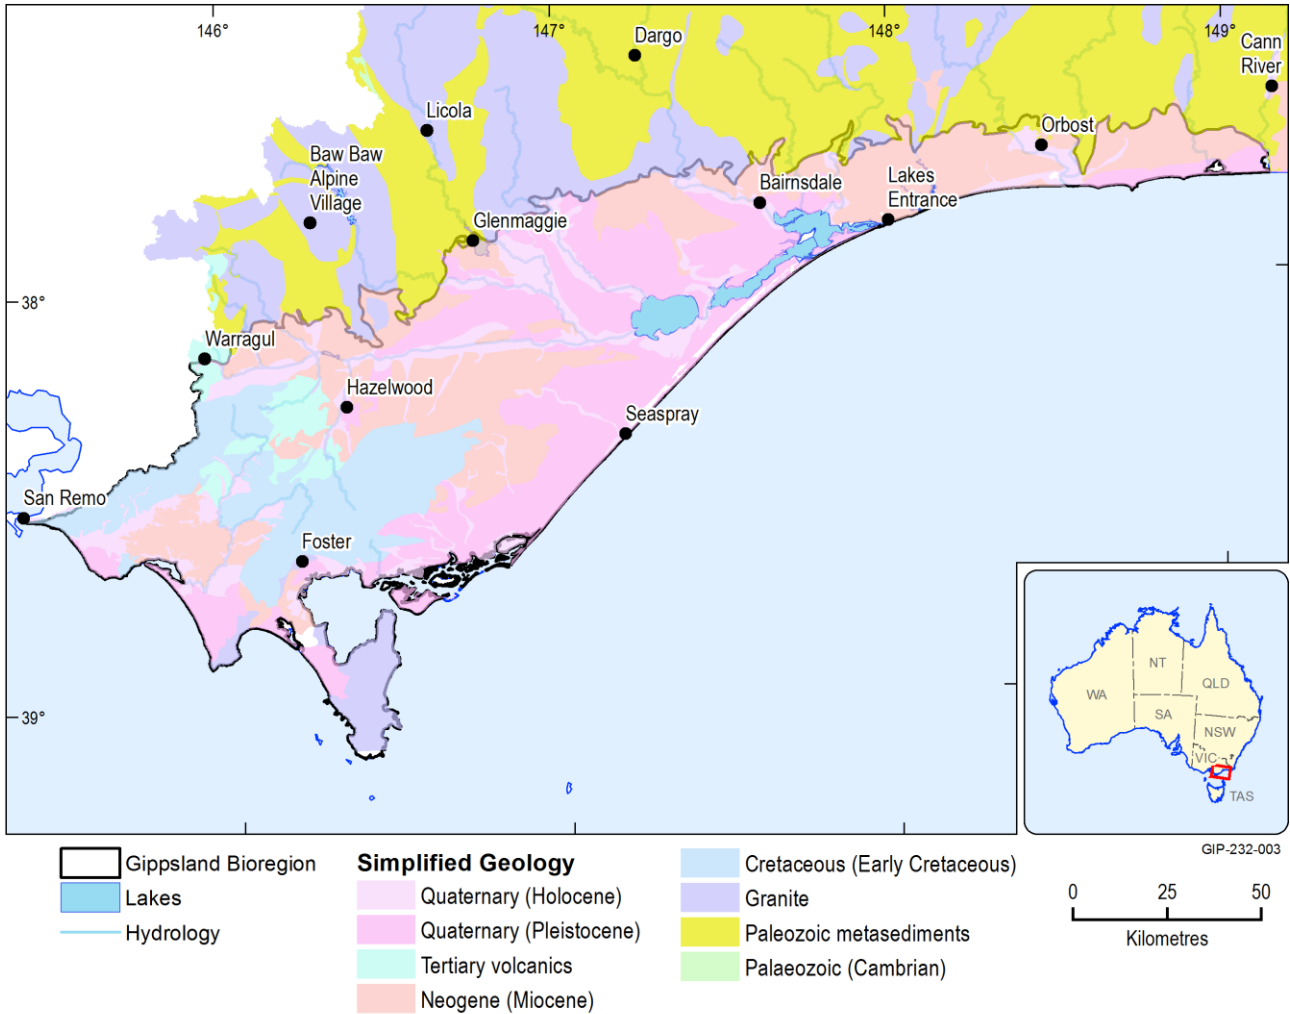 146°
147°
148°
149°
Dargo
Cann
River
Licola
Orbost
Baw Baw
Alpine
Village
Bairnsdale
Lakes
Entrance
Glenmaggie
38°
Warragul
Hazelwood
Seaspray
San Remo
Foster
39°
NT
WA
QLD
SA
NSW
VIC
TAS
GIP-232-003
Gippsland Bioregion
Lakes
Hydrology
Simplified Geology
Quaternary (Holocene)
Quaternary (Pleistocene)
Tertiary volcanics
Neogene (Miocene)
Cretaceous (Early Cretaceous)
Granite
Paleozoic metasediments
Palaeozoic (Cambrian)
0 25 50
Kilometres